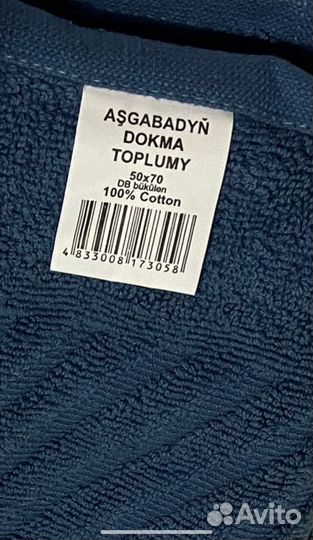 AŞGABADYŇ
DOKMA
TOPLUMY
50x70
DB bükülen
100% Cotton
4 833008 173058
Avito